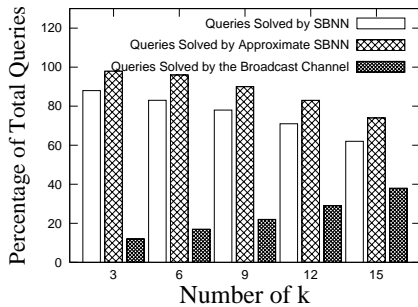 Queries Solved by SBNN
Queries Solved by Approximate SBNN
Queries Solved by the Broadcast Channel
Percentage of Total Queries
120
100
80
60
40
20
0
3 6 9 12 15
Number of k